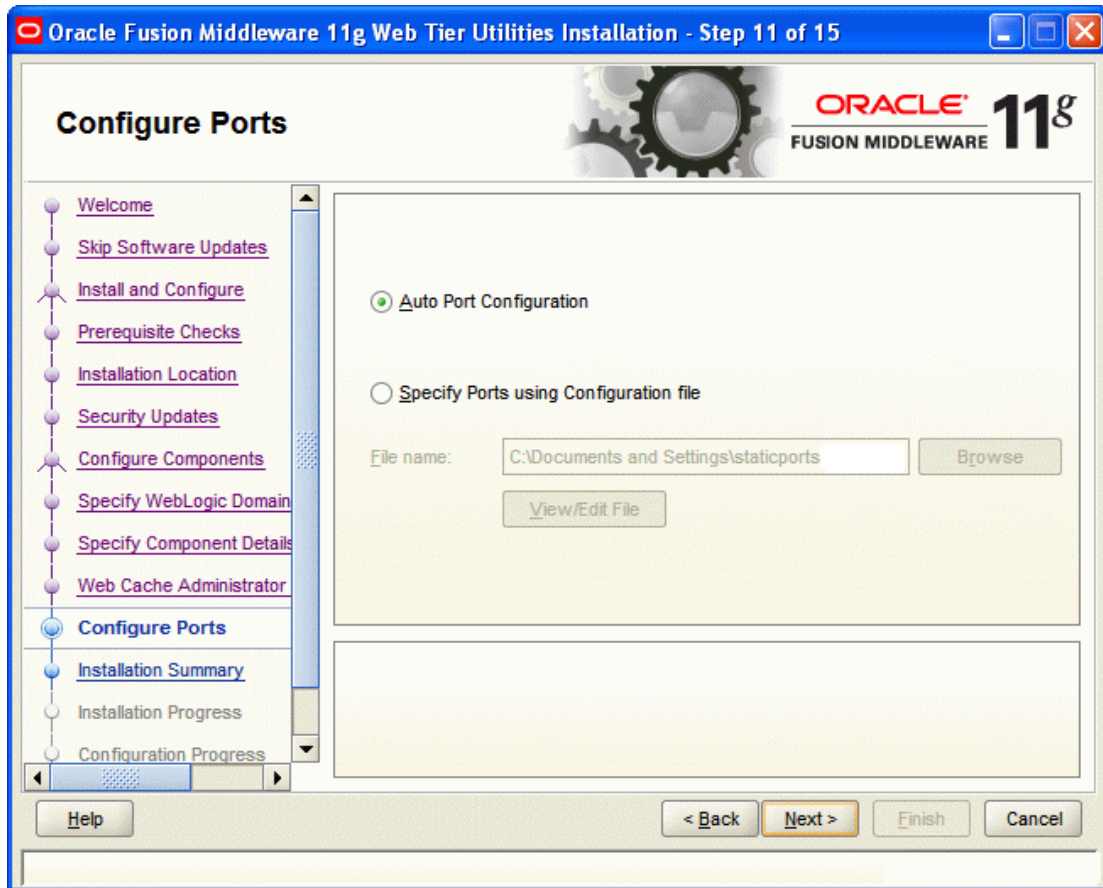 Oracle Fusion Middleware 11g Web Tier Utilities Installation - Step 11 of 15
Configure Ports
ORACLE
FUSION MIDDLEWARE
11g
Welcome
Skip Software Updates
Install and Configure
Prerequisite Checks
Installation Location
Security Updates
Configure Components
Specify WebLogic Domain
Specify Component Details
Web Cache Administrator
Configure Ports
Installation Summary
Installation Progress
Configuration Progress
Auto Port Configuration
Specify Ports using Configuration file
File name: C:\Documents and Settings\staticports Browse
View/Edit File
Help < Back Next > Finish Cancel